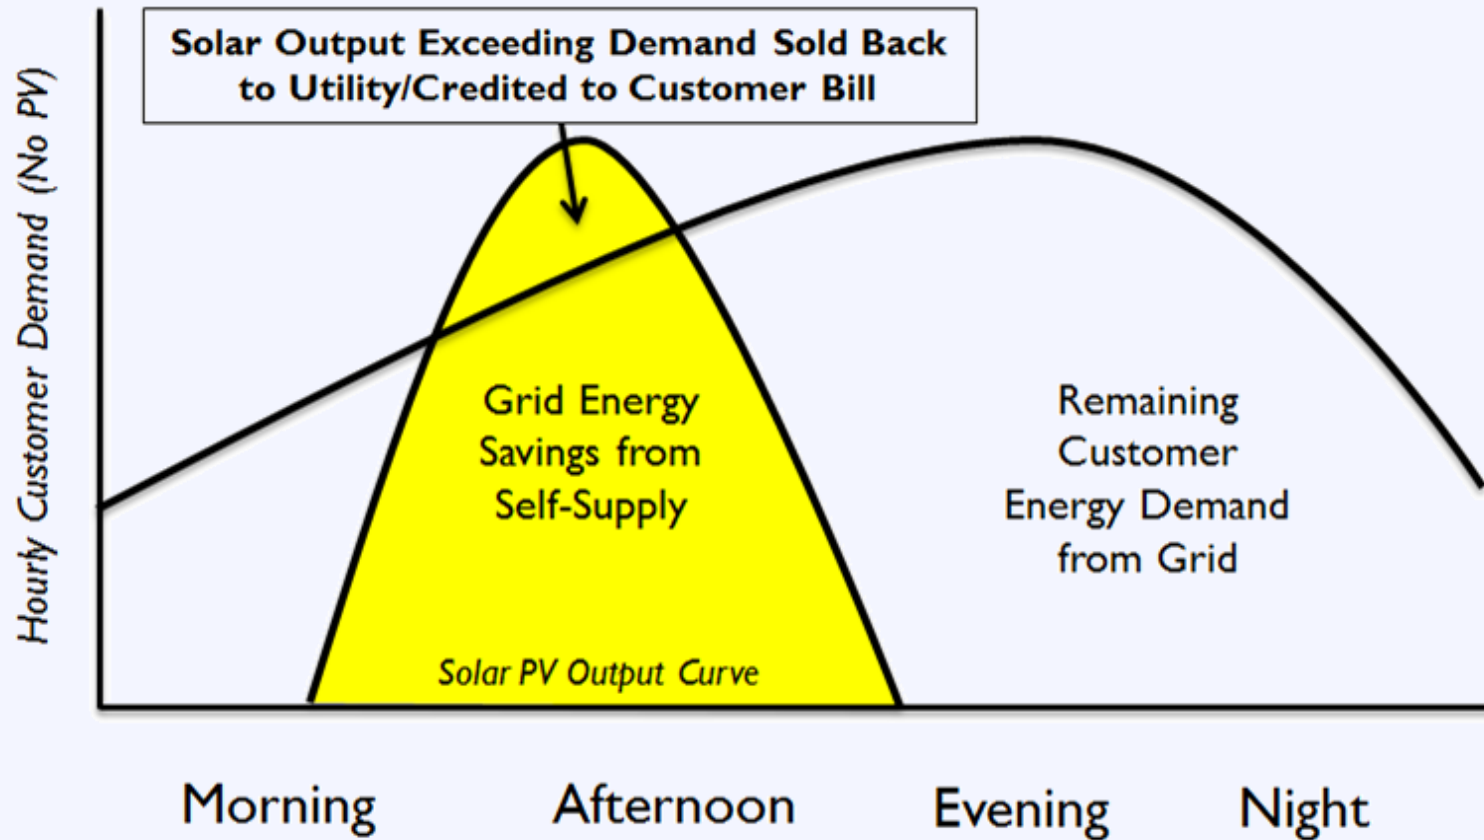 Solar Output Exceeding Demand Sold Back
to Utility/Credited to Customer Bill
Hourly Customer Demand (No PV)
Grid Energy
Savings from
Self-Supply
Remaining
Customer
Energy Demand
from Grid
Solar PV Output Curve
Morning
Afternoon
Evening
Night